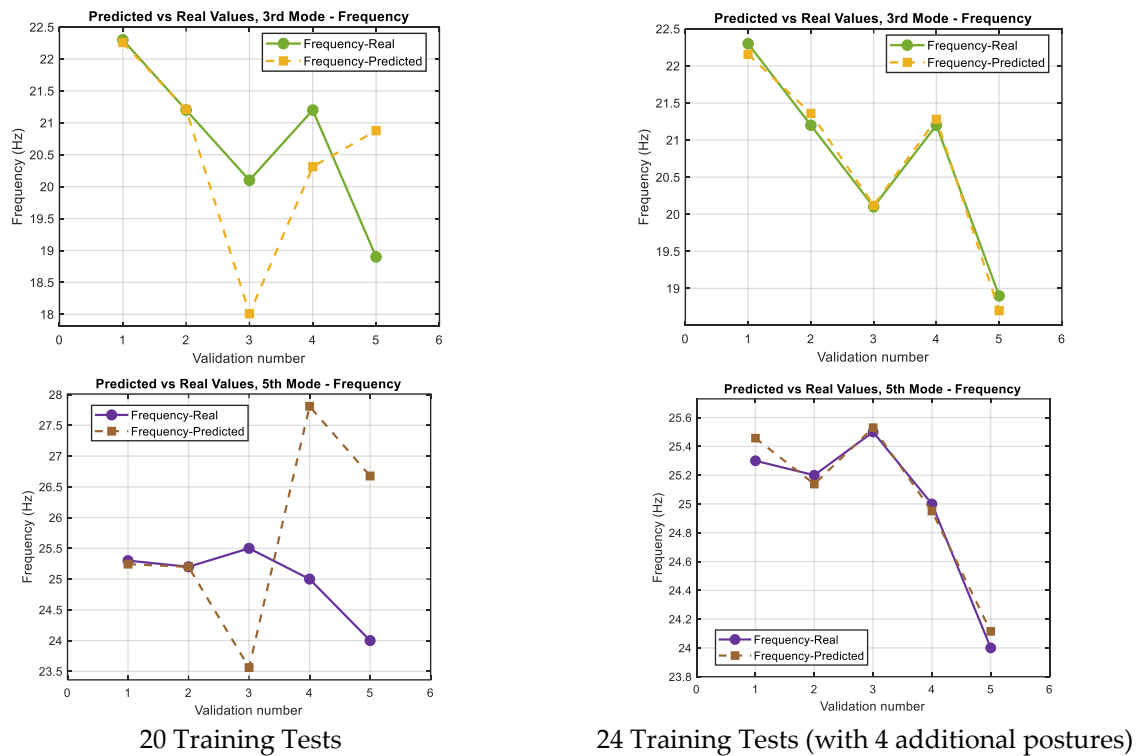 Predicted vs Real Values, 3rd Mode - Frequency
22.5
22
21.5
21
20.5
20
19.5
19
18.5
18
Frequency (Hz)
Frequency-Real
Frequency-Predicted
0 1 2 3 4 5 6
Validation number
Predicted vs Real Values, 3rd Mode - Frequency
22.5
22
21.5
21
20.5
20
19.5
19
Frequency (Hz)
Frequency-Real
Frequency-Predicted
0 1 2 3 4 5 6
Validation number
Predicted vs Real Values, 5th Mode - Frequency
28
27.5
27
26.5
26
25.5
25
24.5
24
23.5
Frequency (Hz)
Frequency-Real
Frequency-Predicted
0 1 2 3 4 5 6
Validation number
Predicted vs Real Values, 5th Mode - Frequency
25.6
25.4
25.2
25
24.8
24.6
24.4
24.2
24
23.8
Frequency (Hz)
Frequency-Real
Frequency-Predicted
0 1 2 3 4 5 6
Validation number
20 Training Tests
24 Training Tests (with 4 additional postures)